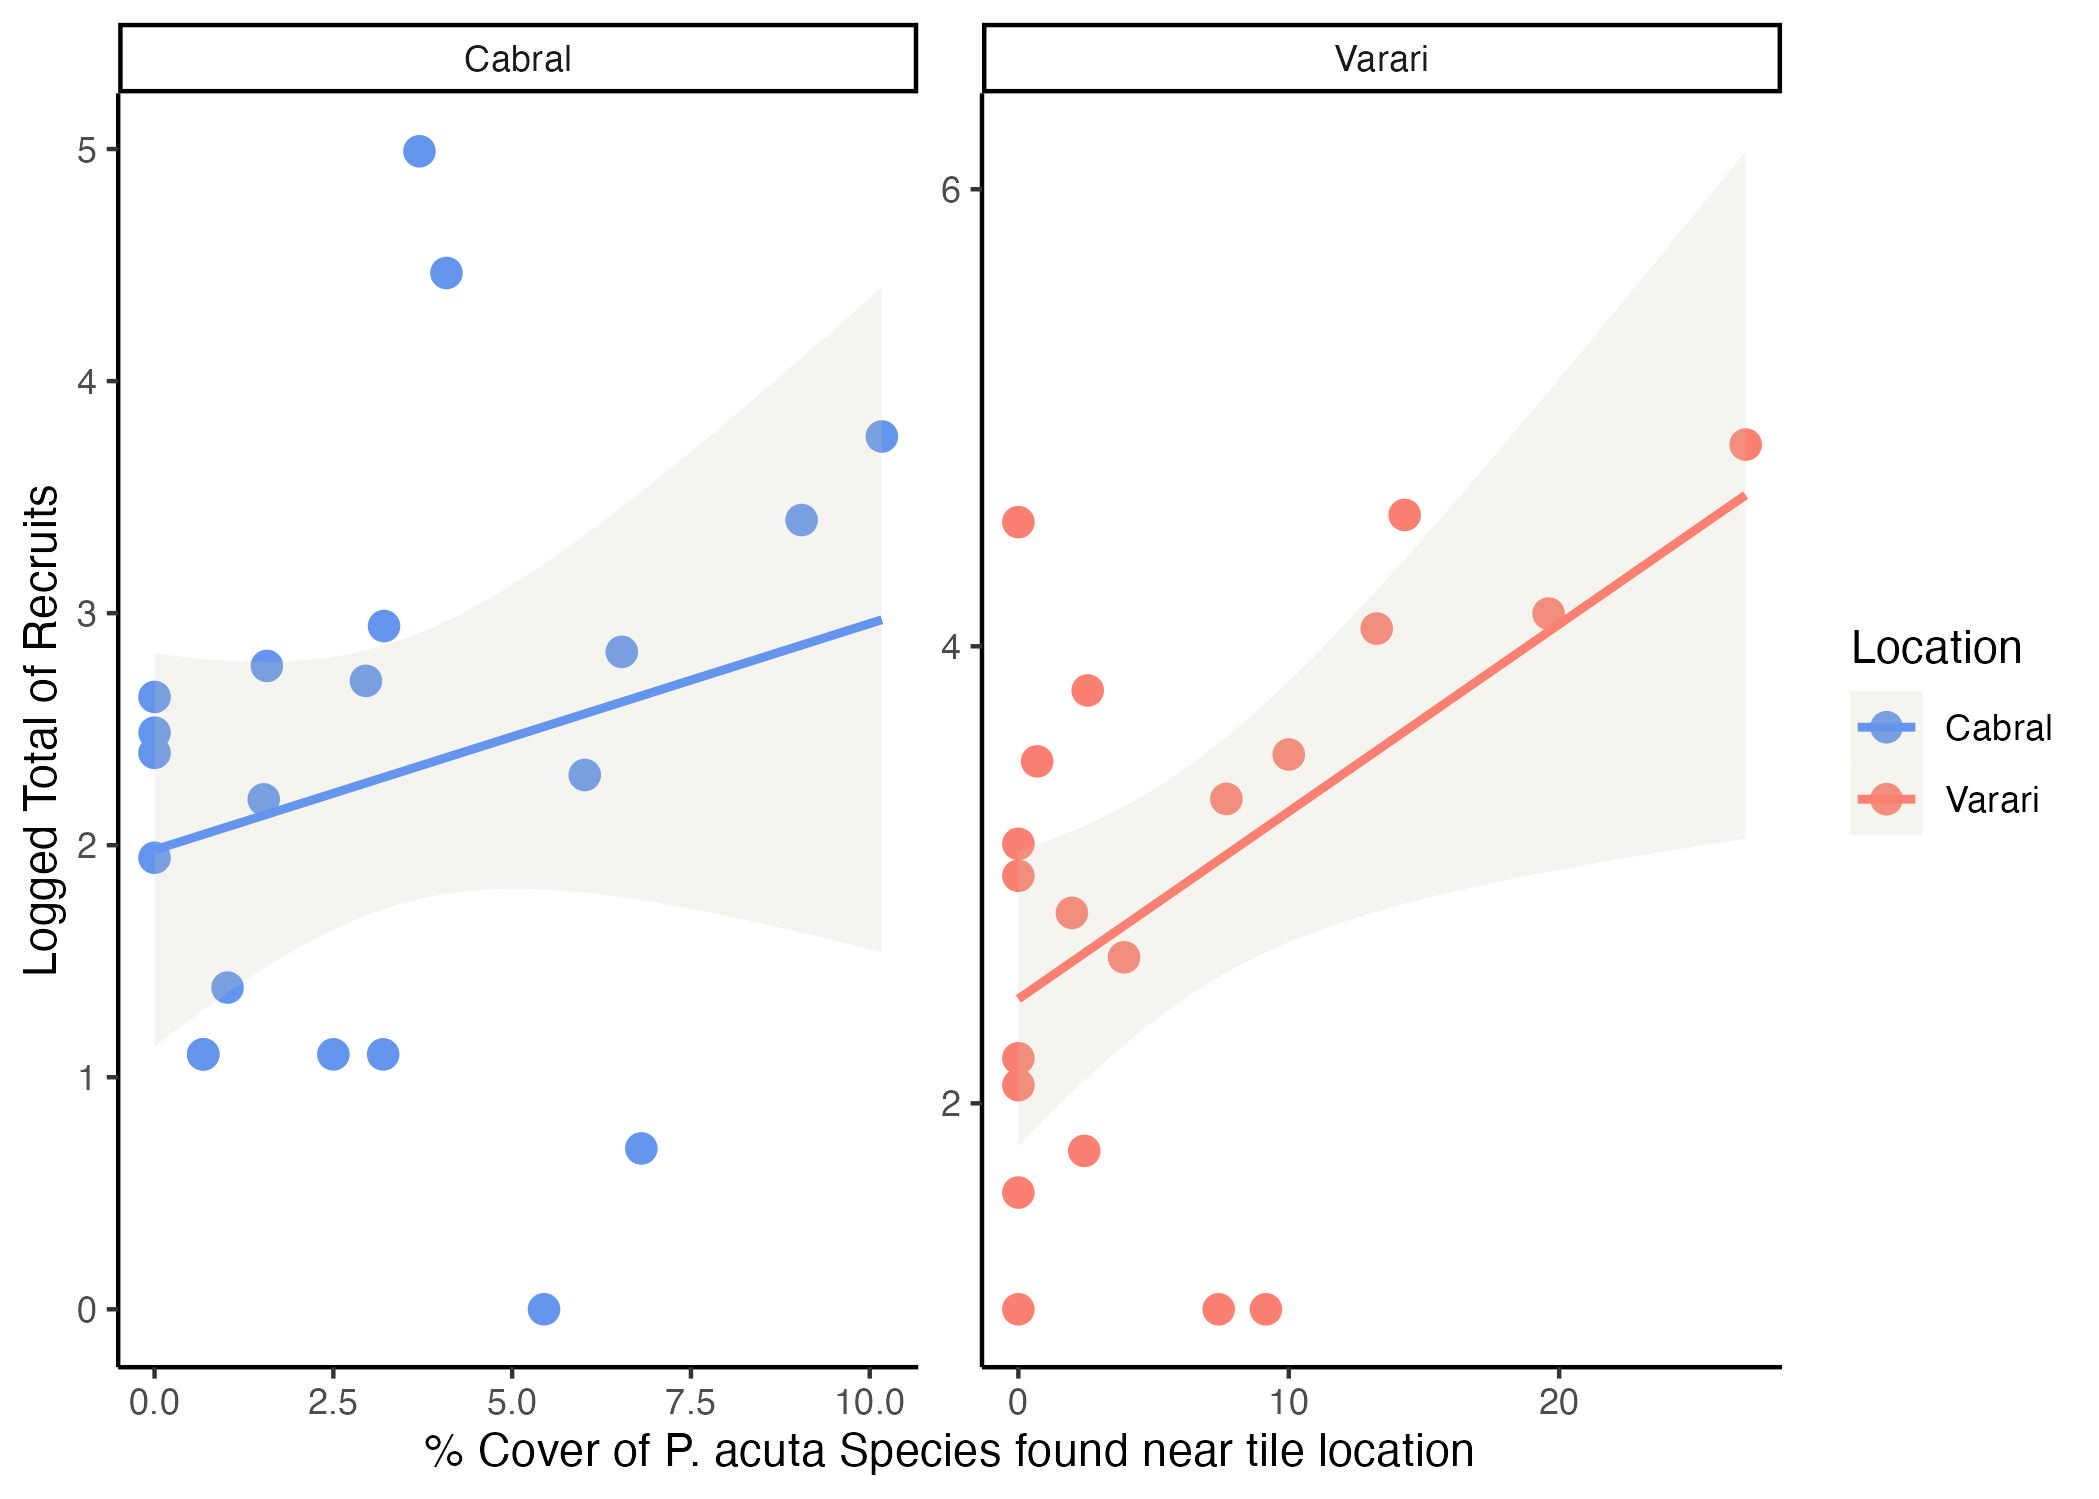 Cabral
Varari
5
4
3
2
1
0
6
4
2
0.0 2.5 5.0 7.5 10.0
0 10 20
Logged Total of Recruits
% Cover of P. acuta Species found near tile location
Location
Cabral
Varari